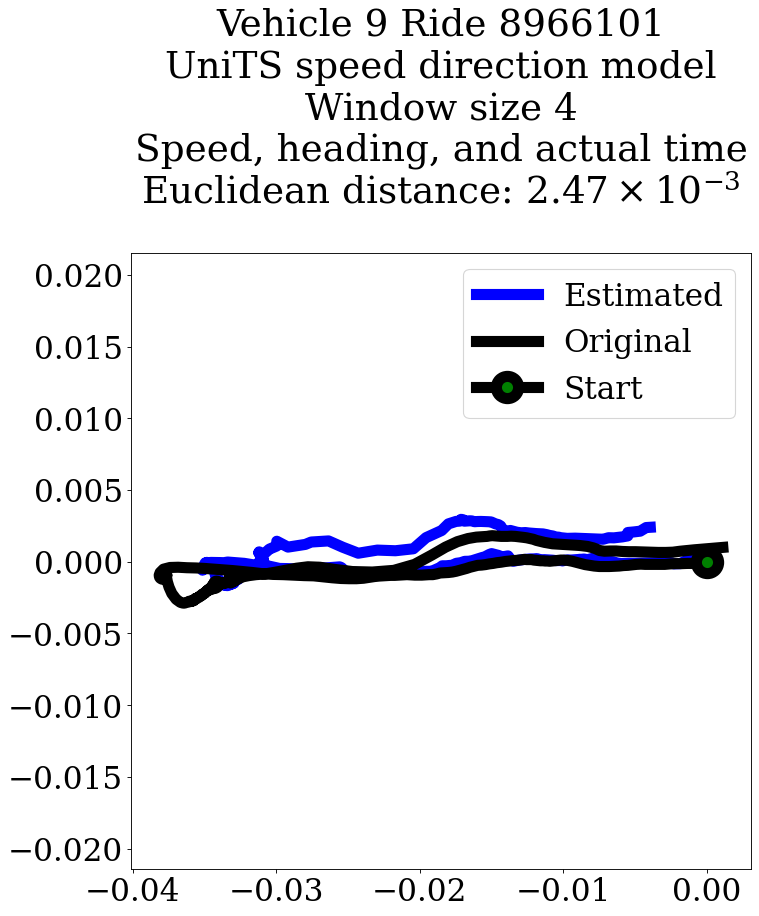 Vehicle 9 Ride 8966101
UniTS speed direction model
Window size 4
Speed, heading, and actual time
Euclidean distance: 2.47 × 10⁻³
Estimated
Original
Start
0.020
0.015
0.010
0.005
0.000
−0.005
−0.010
−0.015
−0.020
−0.04 −0.03 −0.02 −0.01 0.00